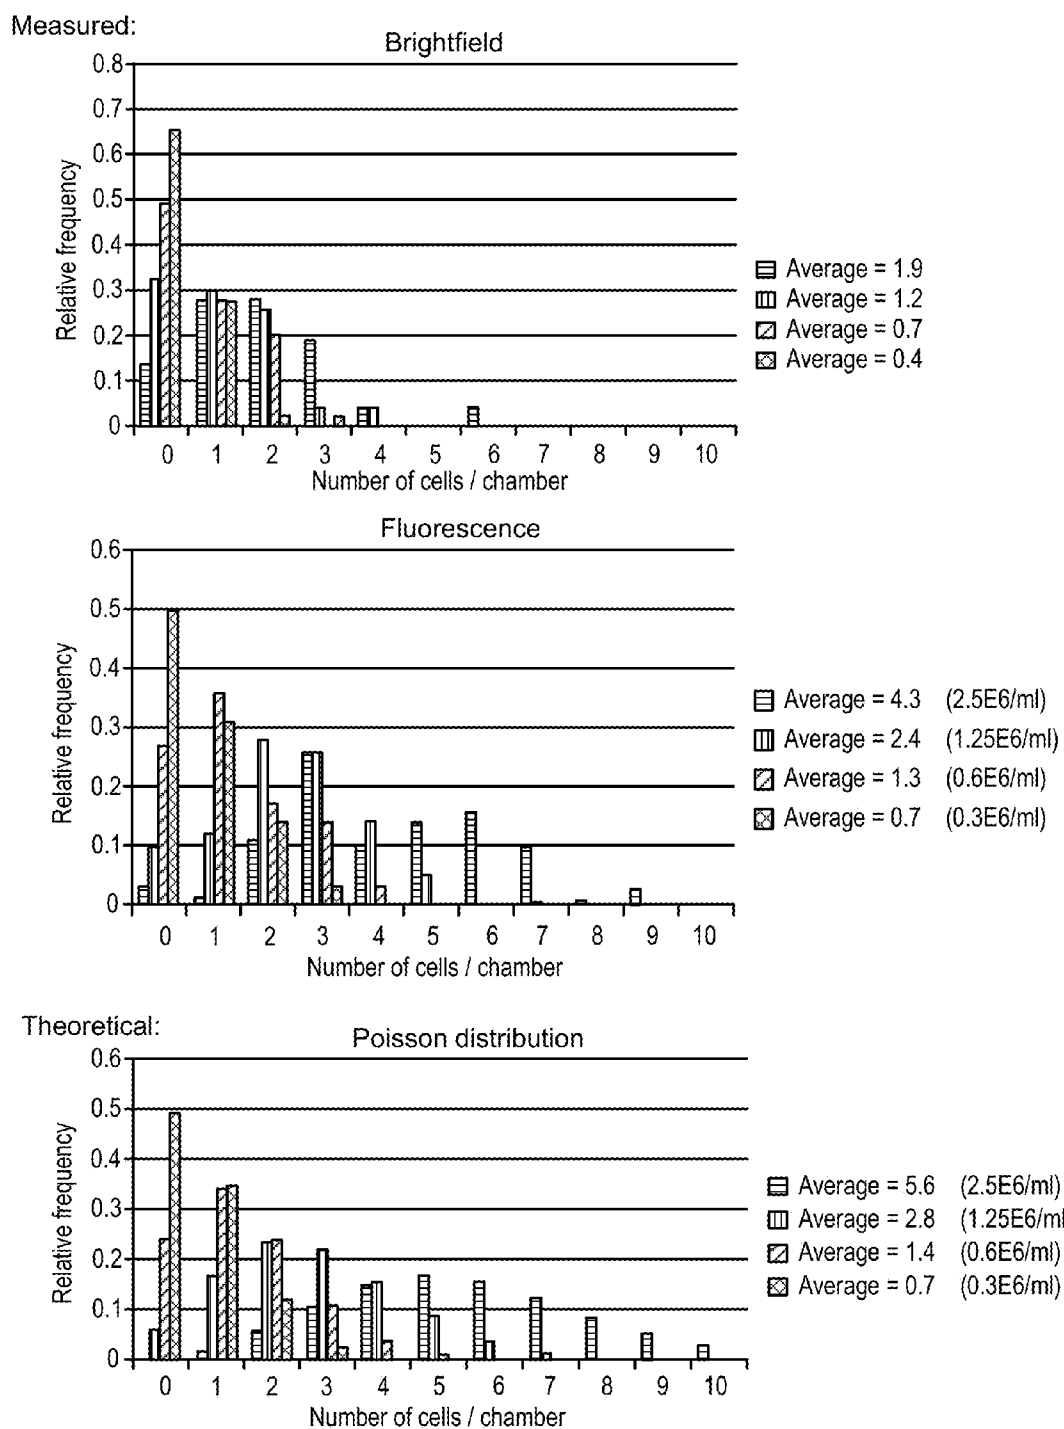 Measured:
Brightfield
0.8
0.7
0.6
0.5
0.4
0.3
0.2
0.1
0
Relative frequency
0 1 2 3 4 5 6 7 8 9 10
Number of cells / chamber
Average = 1.9
Average = 1.2
Average = 0.7
Average = 0.4
Fluorescence
0.6
0.5
0.4
0.3
0.2
0.1
0
Relative frequency
0 1 2 3 4 5 6 7 8 9 10
Number of cells / chamber
Average = 4.3 (2.5E6/ml)
Average = 2.4 (1.25E6/ml)
Average = 1.3 (0.6E6/ml)
Average = 0.7 (0.3E6/ml)
Theoretical:
Poisson distribution
0.6
0.5
0.4
0.3
0.2
0.1
0
Relative frequency
0 1 2 3 4 5 6 7 8 9 10
Number of cells / chamber
Average = 5.6 (2.5E6/ml)
Average = 2.8 (1.25E6/ml
Average = 1.4 (0.6E6/ml)
Average = 0.7 (0.3E6/ml)